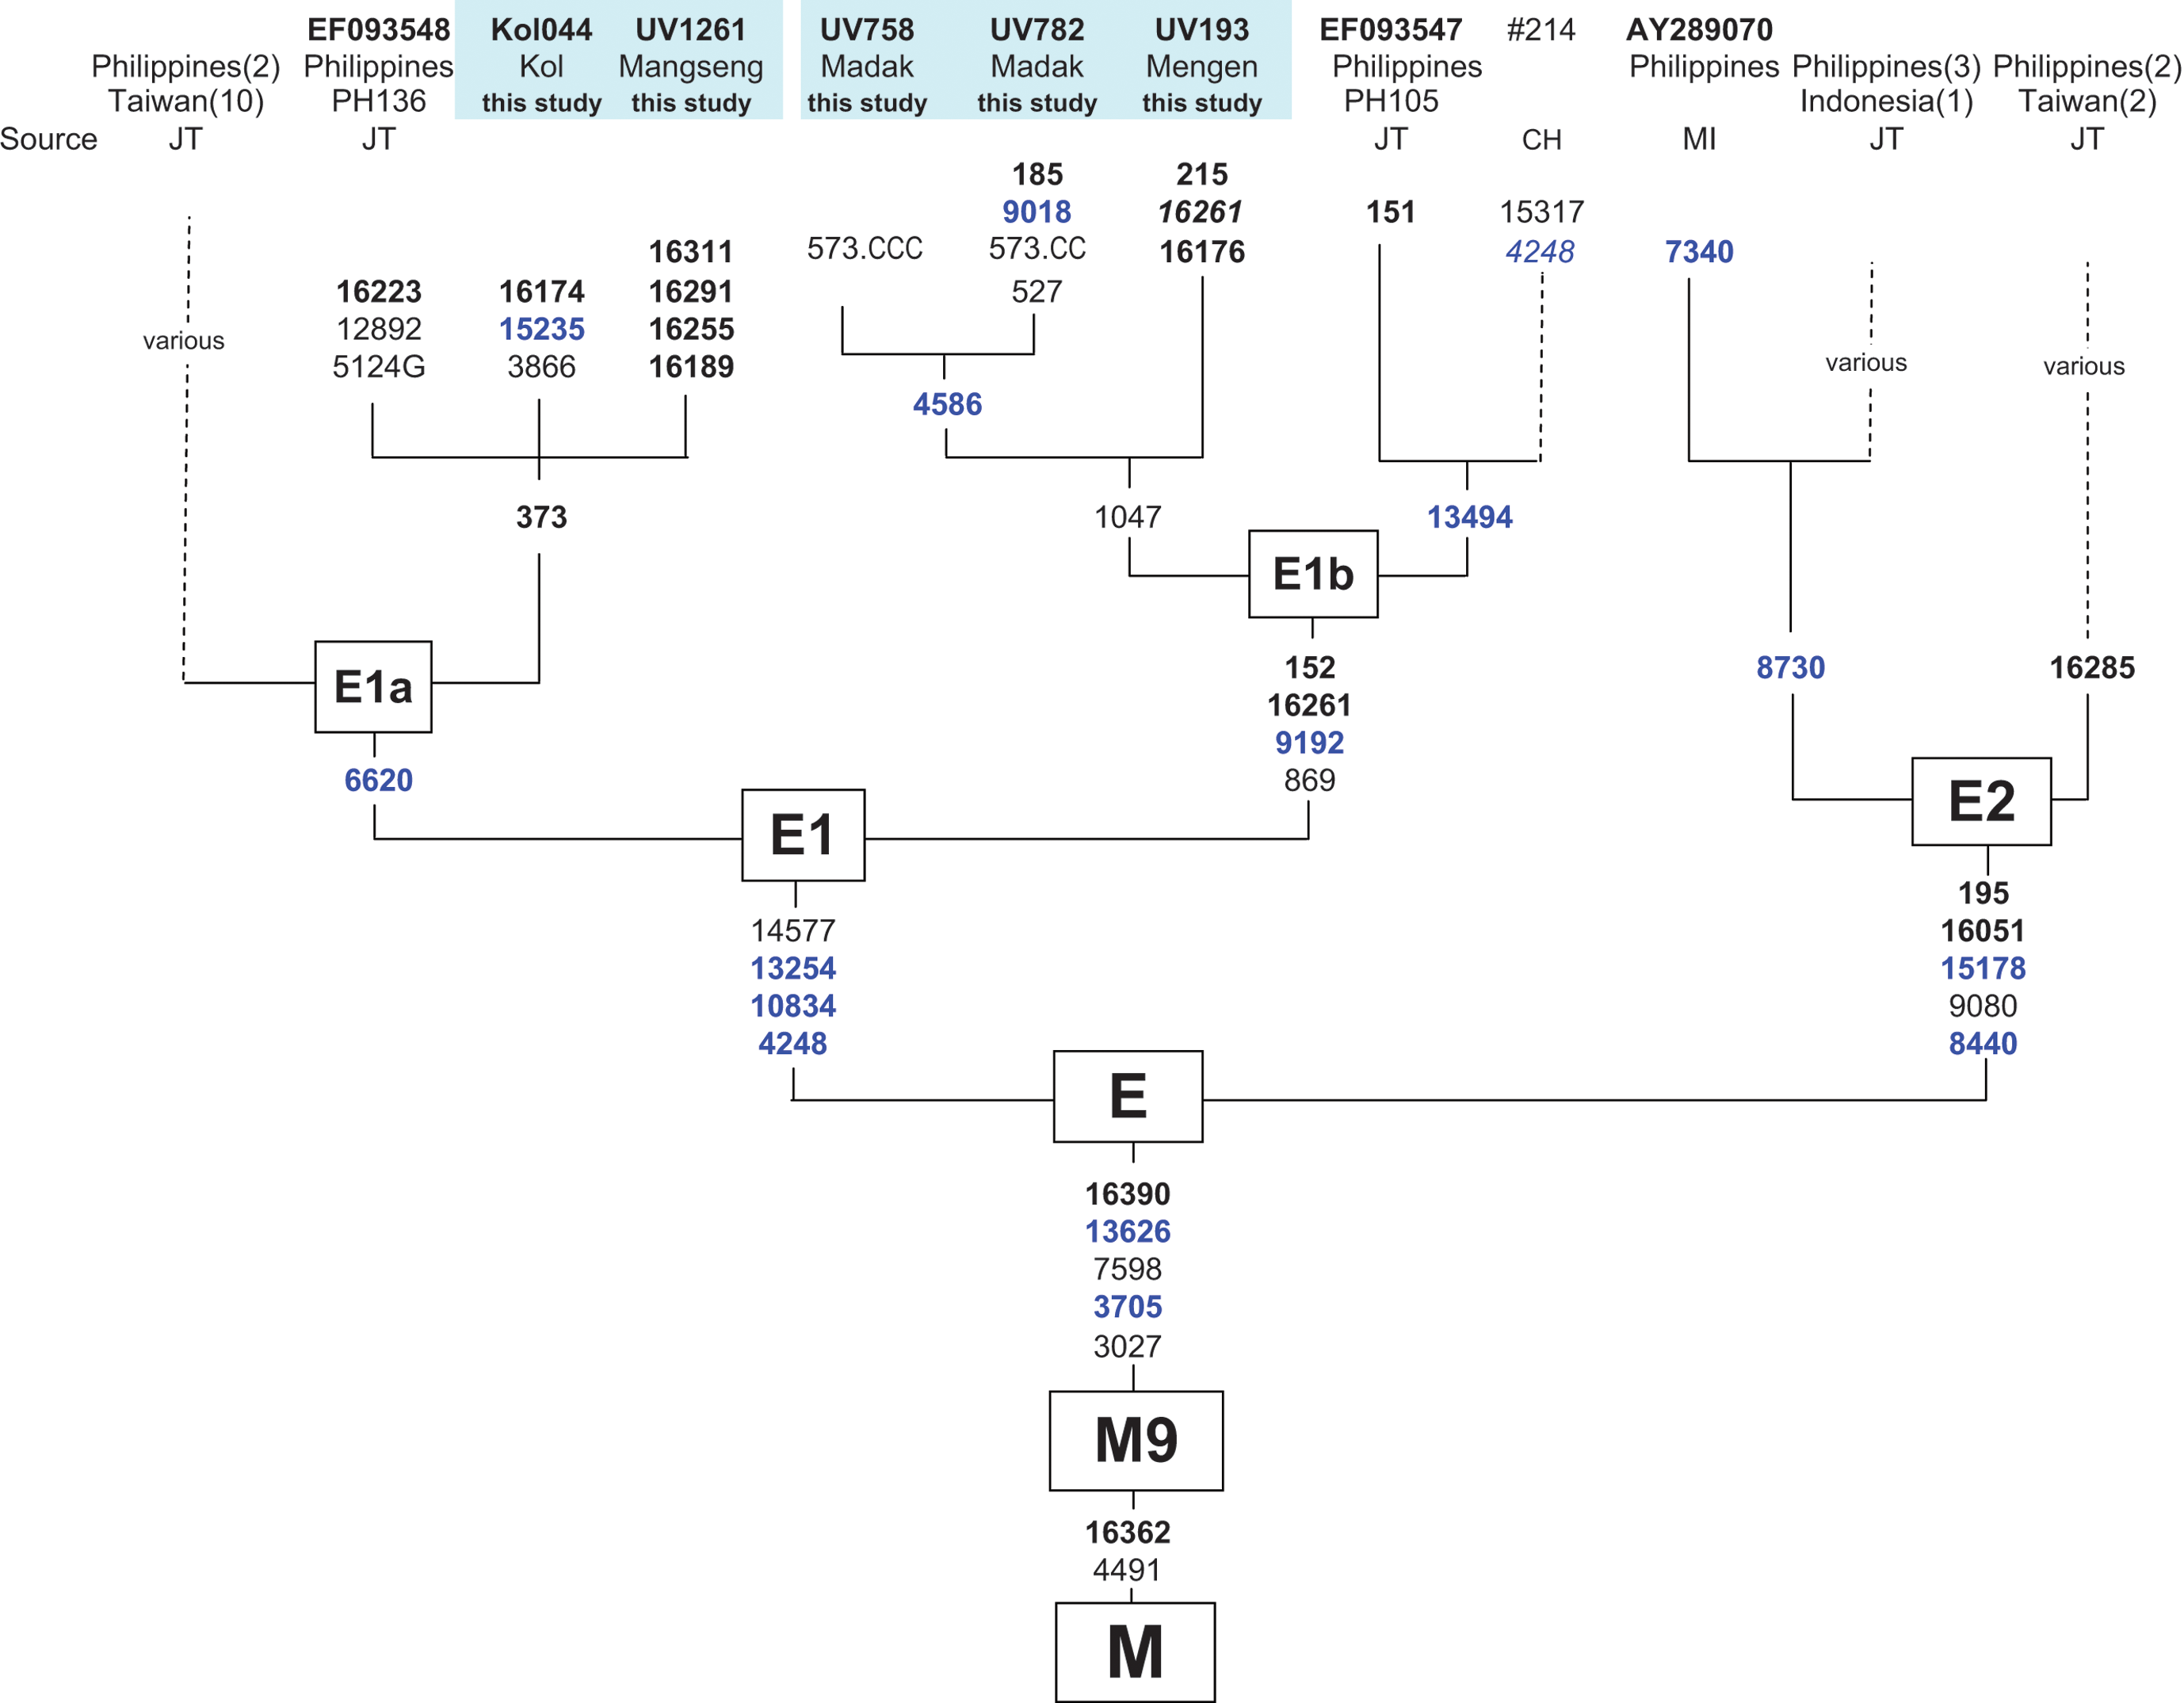 EF093548 Kol044 UV1261 UV758 UV782 UV193 EF093547 #214 AY289070
Philippines(2) Philippines Kol Mangseng Madak Madak Mengen Philippines Philippines Philippines(3) Philippines(2)
Taiwan(10) PH136 this study this study this study this study this study PH105 Indonesia(1) Taiwan(2)
Source JT JT JT CH MI JT JT
185 215
9018 16261 151 15317
16311 573.CCC 573.CC 16176 4248 7340
16223 16174 16291 527
various 12892 15235 16255
5124G 3866 16189 various various
4586
373 1047 13494
E1b
152 8730 16285
E1a
16261
9192
6620 869
E2
E1
195
14577 16051
13254 15178
10834 9080
4248 8440
E
16390
13626
7598
3705
3027
M9
16362
4491
M